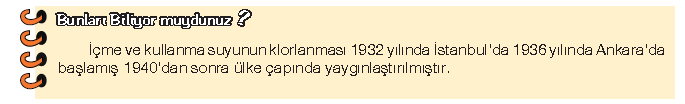 Bunları Biliyor muydunuz ?
İçme ve kullanma suyunun klorlanması 1932 yılında İstanbul'da 1936 yılında Ankara'da
başlamış 1940'dan sonra ülke çapında yaygınlaştırılmıştır.